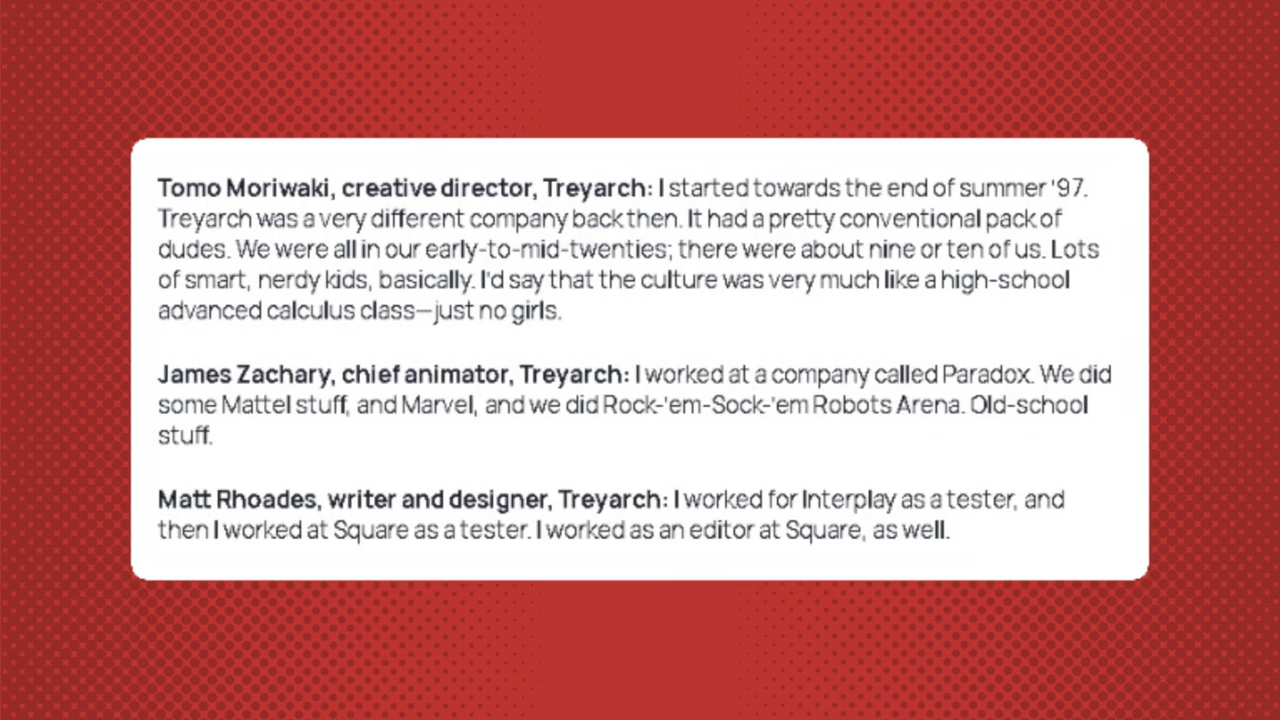 Tomo Moriwaki, creative director, Treyarch: I started towards the end of summer '97.
Treyarch was a very different company back then. It had a pretty conventional pack of
dudes. We were all in our early-to-mid-twenties; there were about nine or ten of us. Lots
of smart, nerdy kids, basically. I'd say that the culture was very much like a high-school
advanced calculus class—just no girls.
James Zachary, chief animator, Treyarch: I worked at a company called Paradox. We did
some Mattel stuff, and Marvel, and we did Rock-'em-Sock-'em Robots Arena. Old-school
stuff.
Matt Rhoades, writer and designer, Treyarch: I worked for Interplay as a tester, and
then I worked at Square as a tester. I worked as an editor at Square, as well.